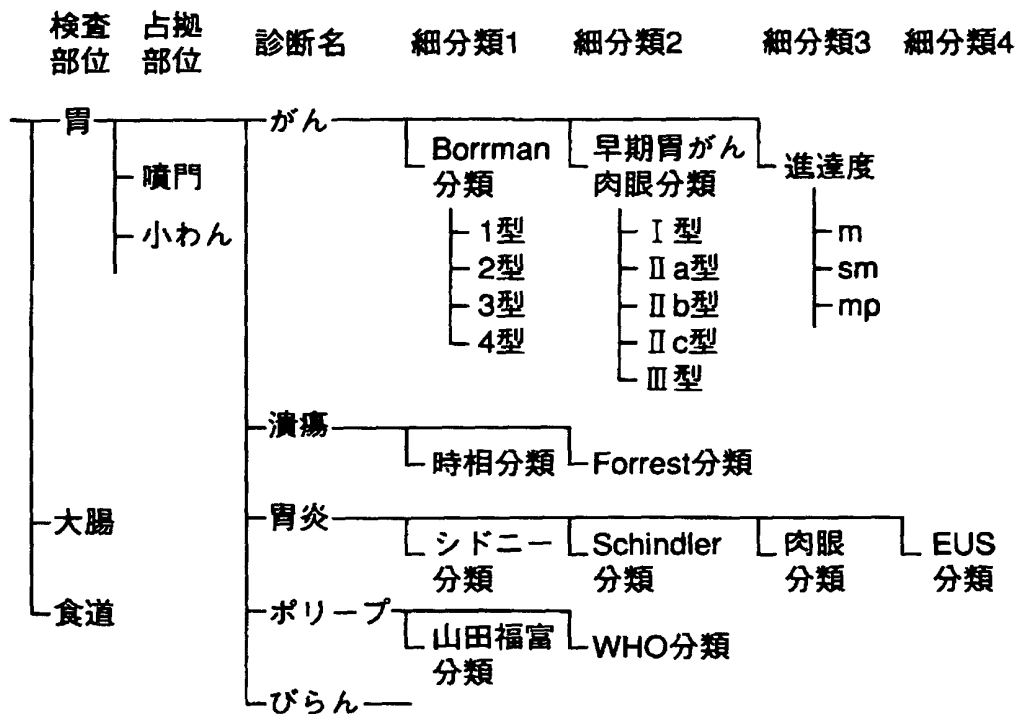 検査部位 占拠部位 診断名 細分類1 細分類2 細分類3 細分類4
胃 がん
噴門
小わん
Borrman
分類
1型
2型
3型
4型
早期胃がん
肉眼分類
Ⅰ型
Ⅱa型
Ⅱb型
Ⅱc型
Ⅲ型
進達度
m
sm
mp
潰瘍
時相分類 Forrest分類
大腸
胃炎
シドニー
分類
Schindler
分類
肉眼
分類
EUS
分類
食道
ポリープ
山田福富
分類
WHO分類
びらん